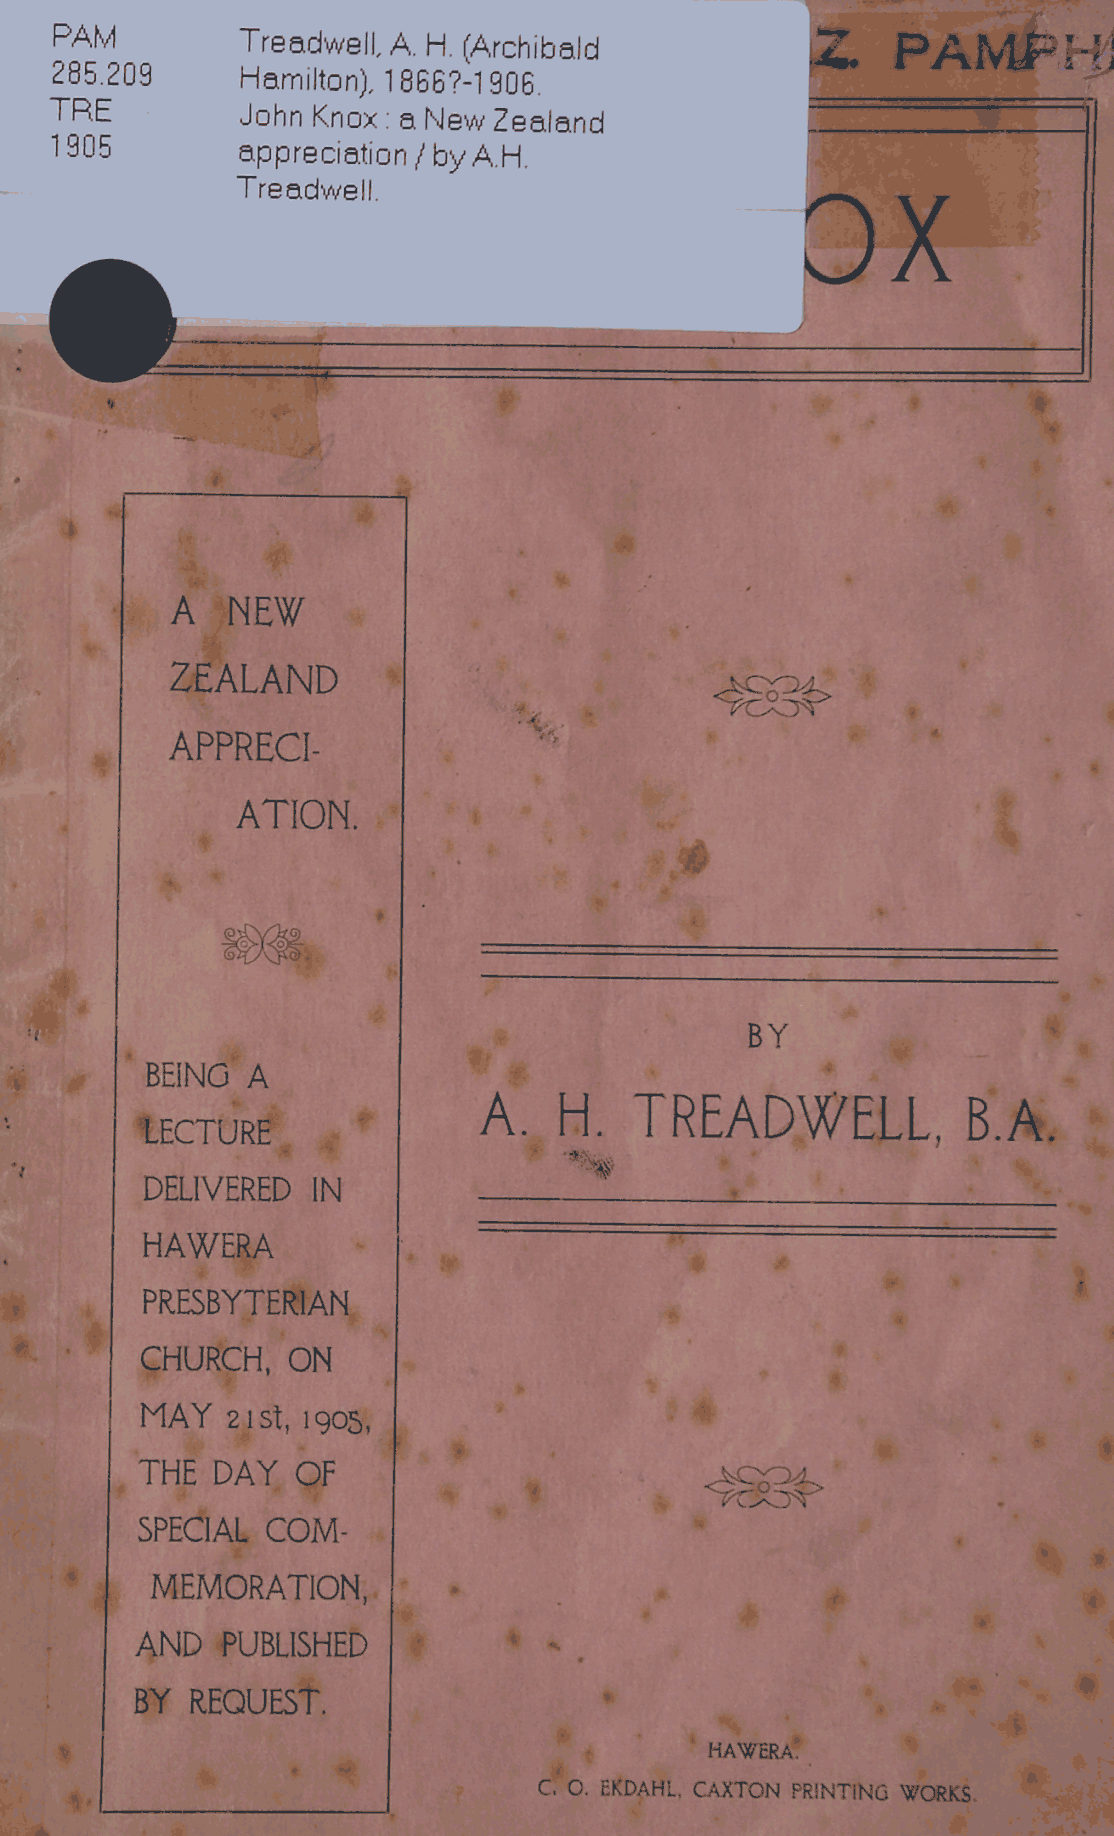 PAM
285.209
TRE
1905
Treadwell, A. H. (Archibald
Hamilton), 1866?-1906.
John Knox : a New Zealand
appreciation / by A.H.
Treadwell.
Z. PAMPH
OX
A NEW
ZEALAND
APPRECI-
ATION.
BEING A
LECTURE
DELIVERED IN
HAWERA
PRESBYTERIAN
CHURCH, ON
MAY 21st, 1905,
THE DAY OF
SPECIAL COM-
MEMORATION,
AND PUBLISHED
BY REQUEST.
BY
A. H. TREADWELL, B.A.
HAWERA.
C. O. EKDAHL, CAXTON PRINTING WORKS.